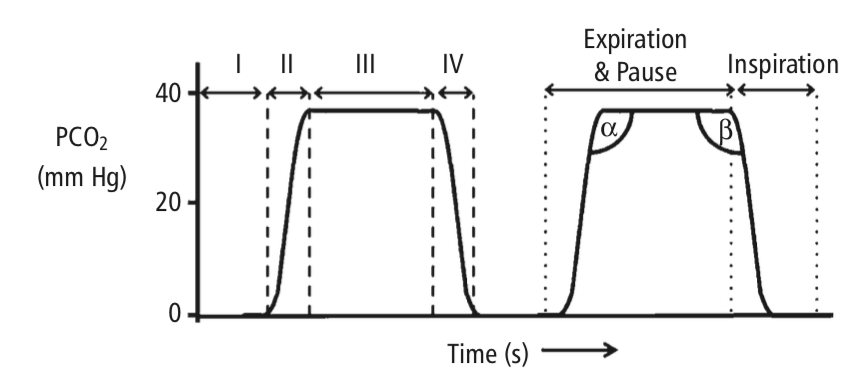 Expiration
& Pause
Inspiration
I
II
III
IV
40
PCO₂
(mm Hg)
20
0
α
β
Time (s)